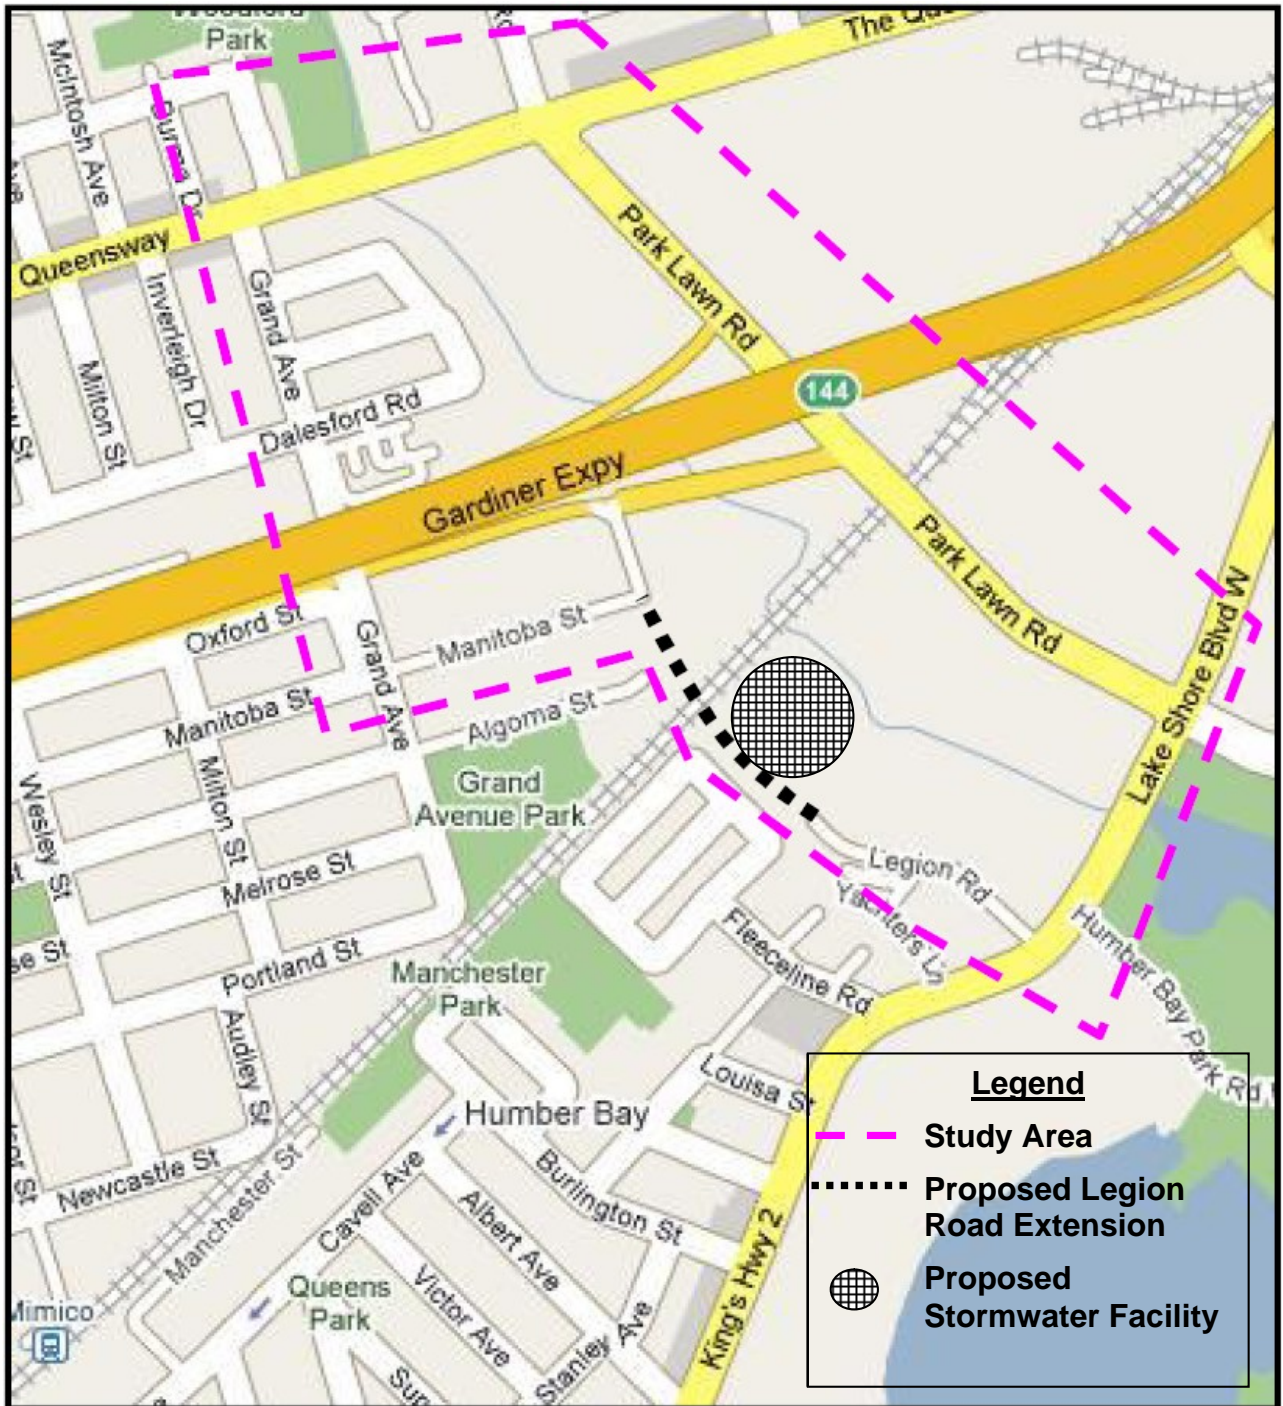 Park
The
McIntosh Ave
Burma Dr
Queensway
Park Lawn Rd
Grand Ave
Inverleigh Dr
Milton St
144
Dalesford Rd
Gardiner Expy
Park Lawn Rd
Oxford St
Manitoba St
Grand Ave
Lake Shore Blvd W
Manitoba St
Algoma St
Grand
Avenue Park
Wesley St
Milton St
Melrose St
Legion Rd
Yachters Ln
Fleeceline Rd
Humber Bay Park Rd
Portland St
Manchester
Park
Audley St
Louisa St
Humber Bay
Newcastle St
Manchester St
Cavell Ave
Burlington St
Albert Ave
Victor Ave
Queens
Park
Stanley Ave
King's Hwy 2
Mimico
Legend
Study Area
Proposed Legion
Road Extension
Proposed
Stormwater Facility